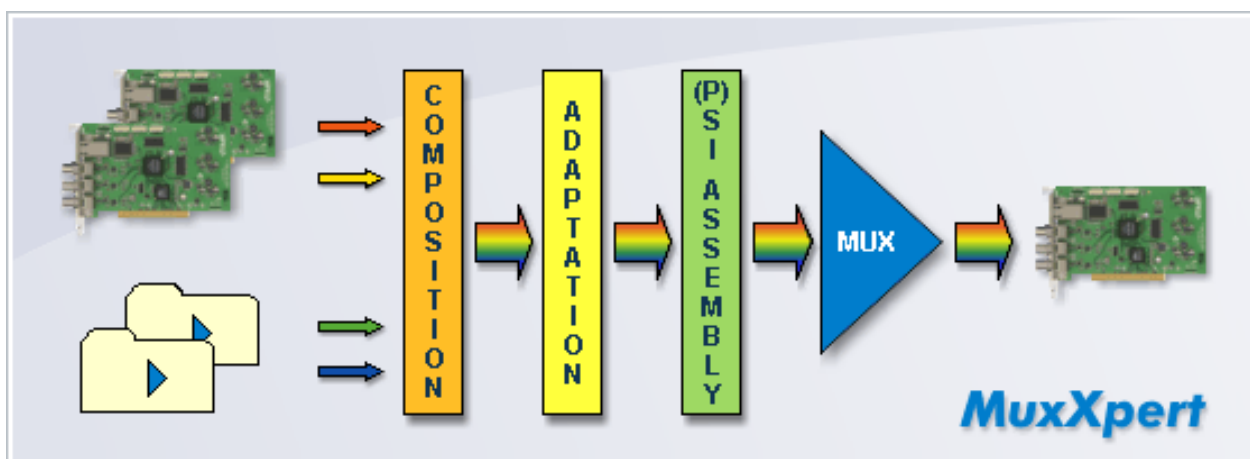 COMPOSITION
ADAPTATION
(P)SI ASSEMBLY
MUX
MuxXpert